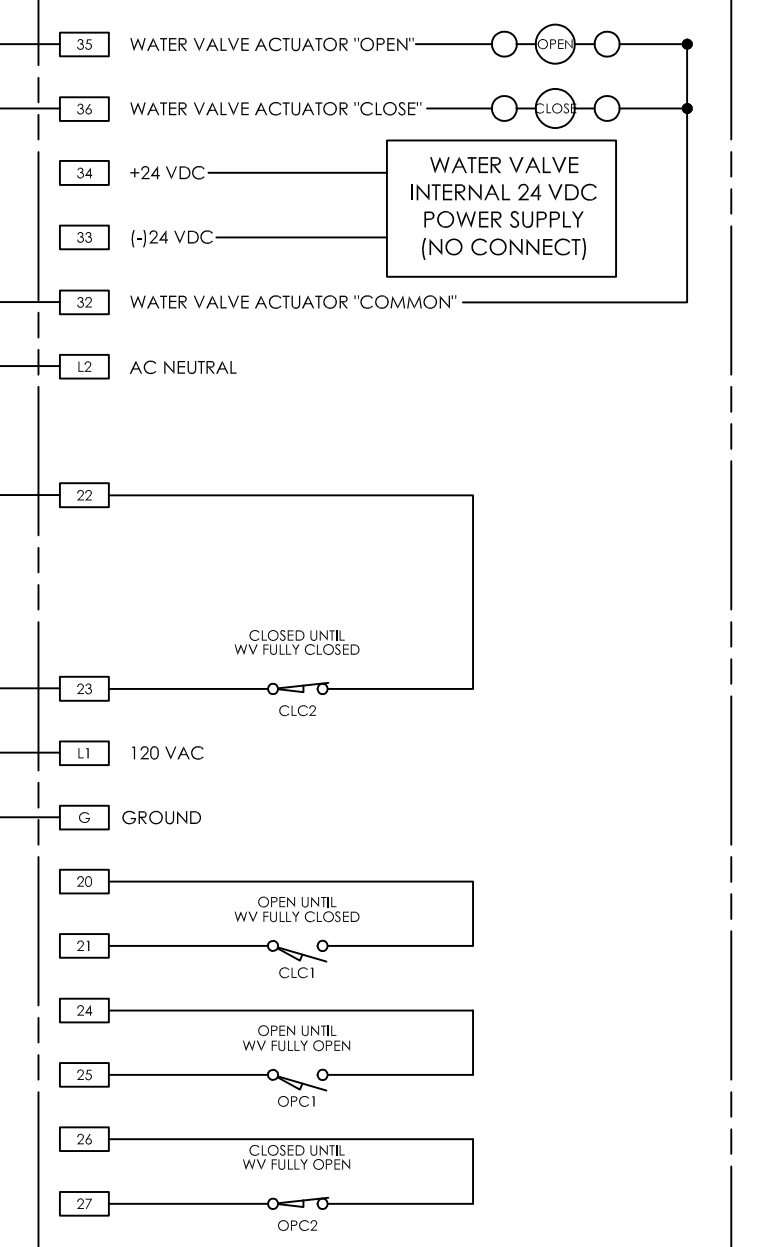 35 WATER VALVE ACTUATOR "OPEN" OPEN
36 WATER VALVE ACTUATOR "CLOSE" CLOSE
34 +24 VDC
33 (-)24 VDC
WATER VALVE
INTERNAL 24 VDC
POWER SUPPLY
(NO CONNECT)
32 WATER VALVE ACTUATOR "COMMON"
L2 AC NEUTRAL
22
CLOSED UNTIL
WV FULLY CLOSED
23
CLC2
L1 120 VAC
G GROUND
20
OPEN UNTIL
WV FULLY CLOSED
21
CLC1
24
OPEN UNTIL
WV FULLY OPEN
25
OPC1
26
CLOSED UNTIL
WV FULLY OPEN
27
OPC2